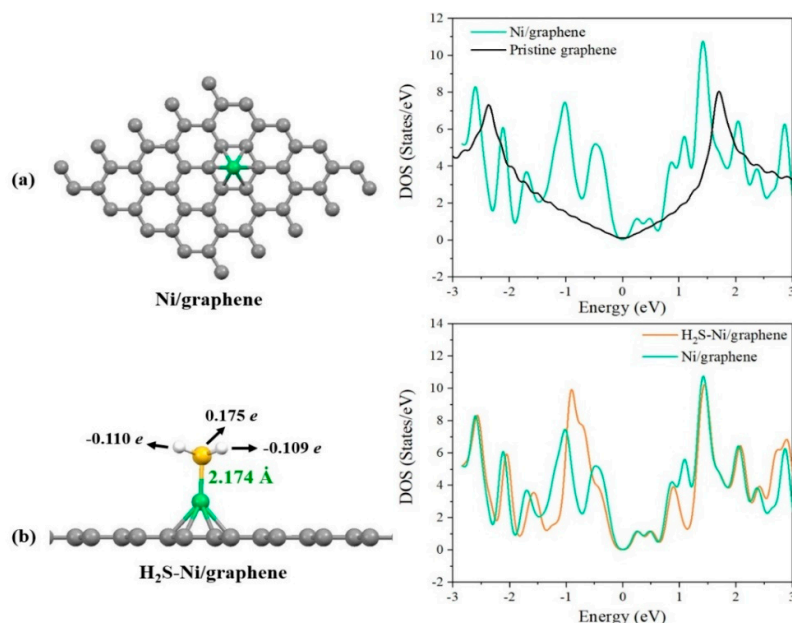 (a)
Ni/graphene
DOS (States/eV)
12
10
8
6
4
2
0
-2
Ni/graphene
Pristine graphene
-3 -2 -1 0 1 2 3
Energy (eV)
(b)
-0.110 e
0.175 e
-0.109 e
2.174 Å
H₂S-Ni/graphene
DOS (States/eV)
14
12
10
8
6
4
2
0
-2
H₂S-Ni/graphene
Ni/graphene
-3 -2 -1 0 1 2 3
Energy (eV)